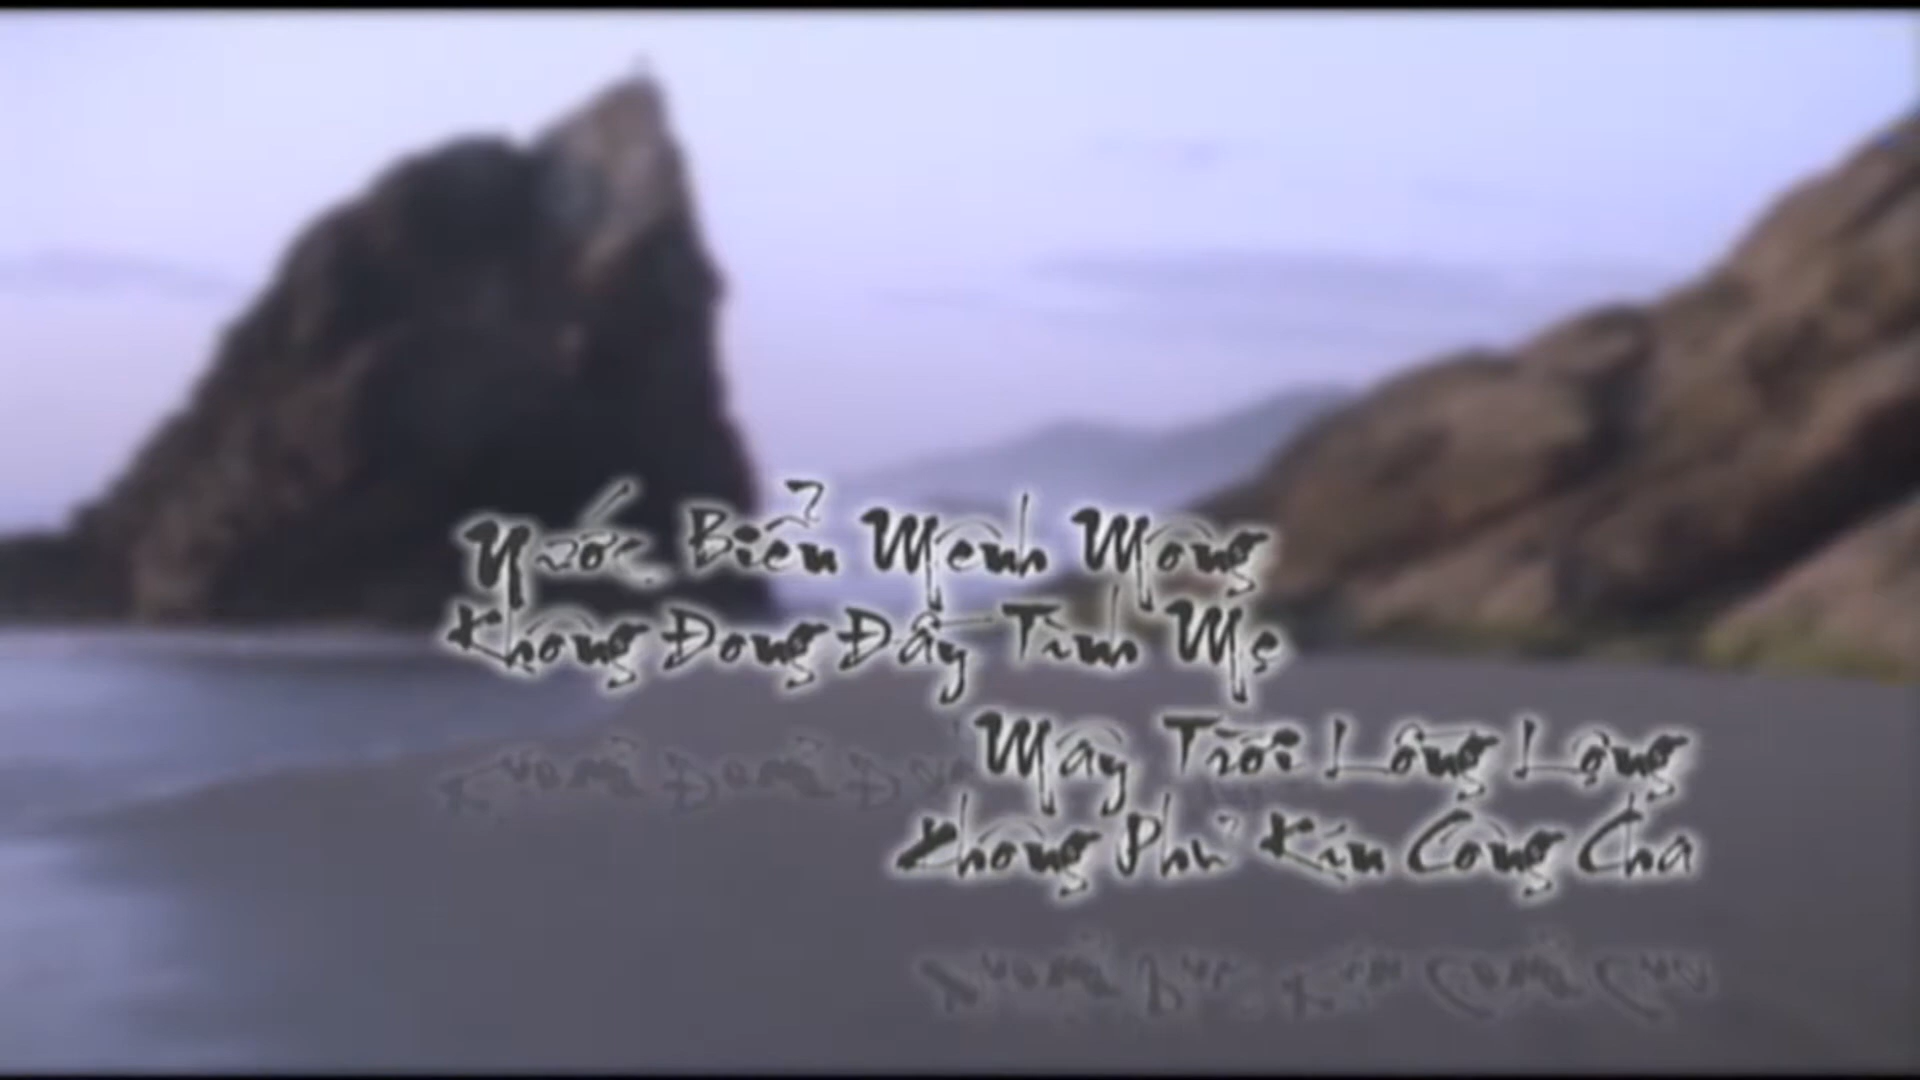 Nước Biển Mênh Mông
Không Đong Đầy Tình Mẹ
Mây Trời Lồng Lộng
Không Phủ Kín Công Cha